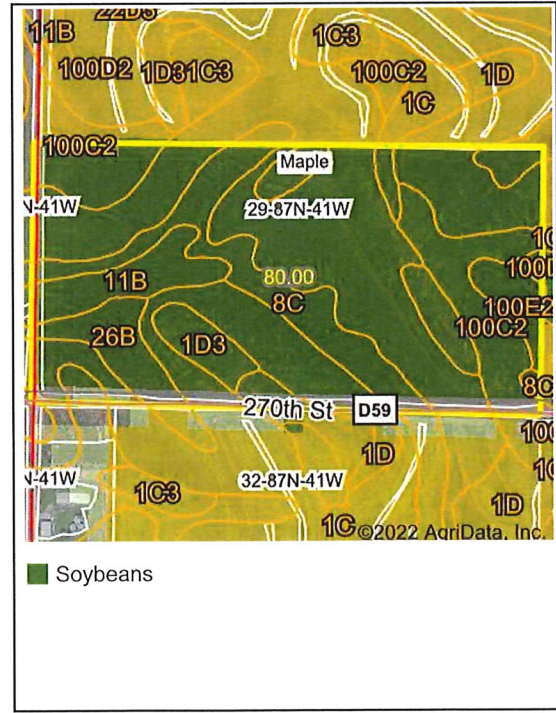 22D3
11B
1C3
100D2
1D3
1C3
100C2
1D
1C
100C2
Maple
N-41W
29-87N-41W
80.00
11B
8C
100E2
100C2
26B
1D3
8C
270th St
D59
1D
N-41W
32-87N-41W
1C3
1D
1C
©2022 AgriData, Inc.
Soybeans